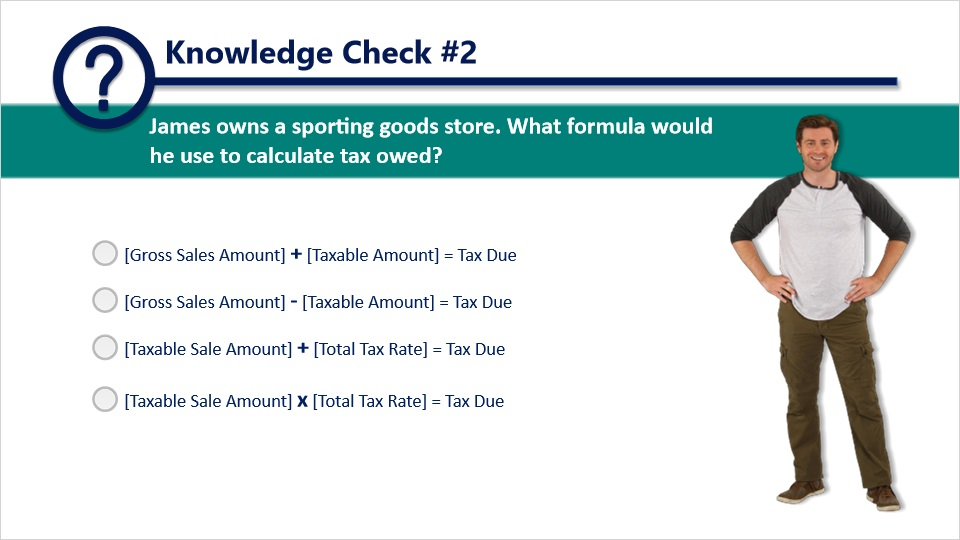 ?
Knowledge Check #2
James owns a sporting goods store. What formula would
he use to calculate tax owed?
[Gross Sales Amount] + [Taxable Amount] = Tax Due
[Gross Sales Amount] - [Taxable Amount] = Tax Due
[Taxable Sale Amount] + [Total Tax Rate] = Tax Due
[Taxable Sale Amount] x [Total Tax Rate] = Tax Due